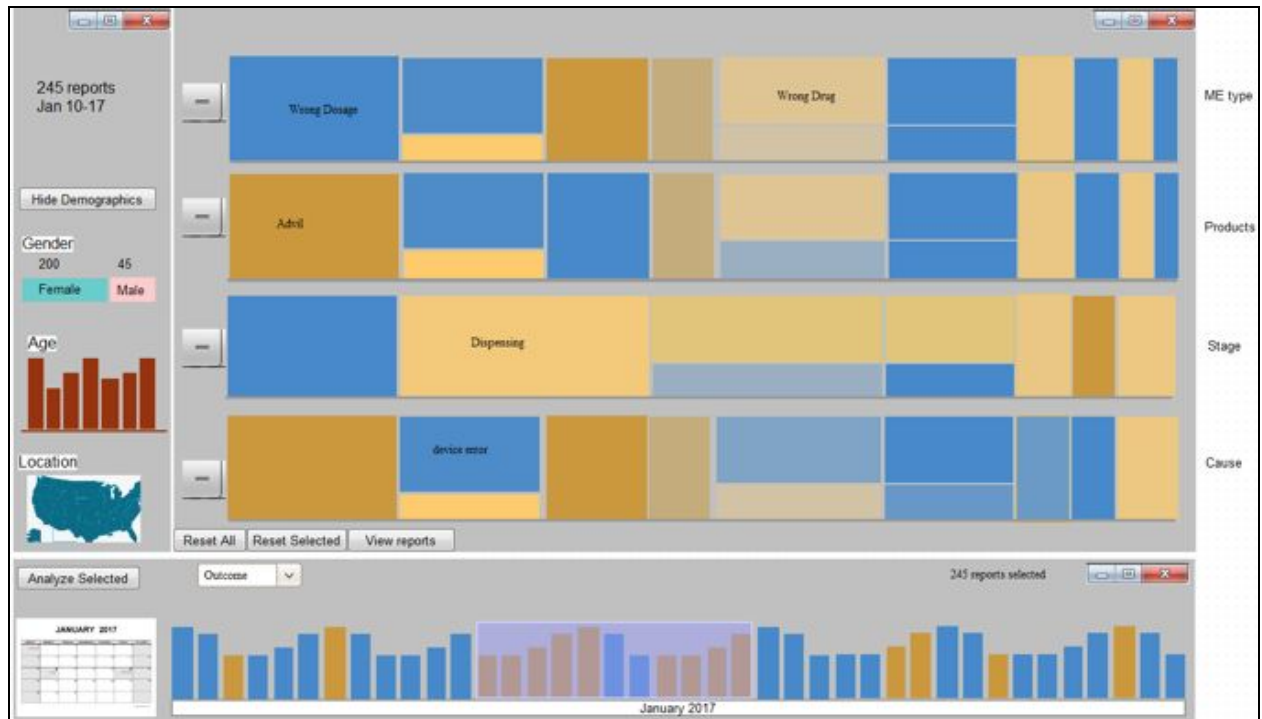 245 reports
Jan 10-17
Hide Demographics
Gender
200 45
Female Male
Age
Location
Wrong Dosage
Wrong Drag
ME type
Advil
Products
Dispensing
Stage
device error
Cause
Reset All Reset Selected View reports
Analyze Selected
Outcome
245 reports selected
JANUARY 2017
January 2017